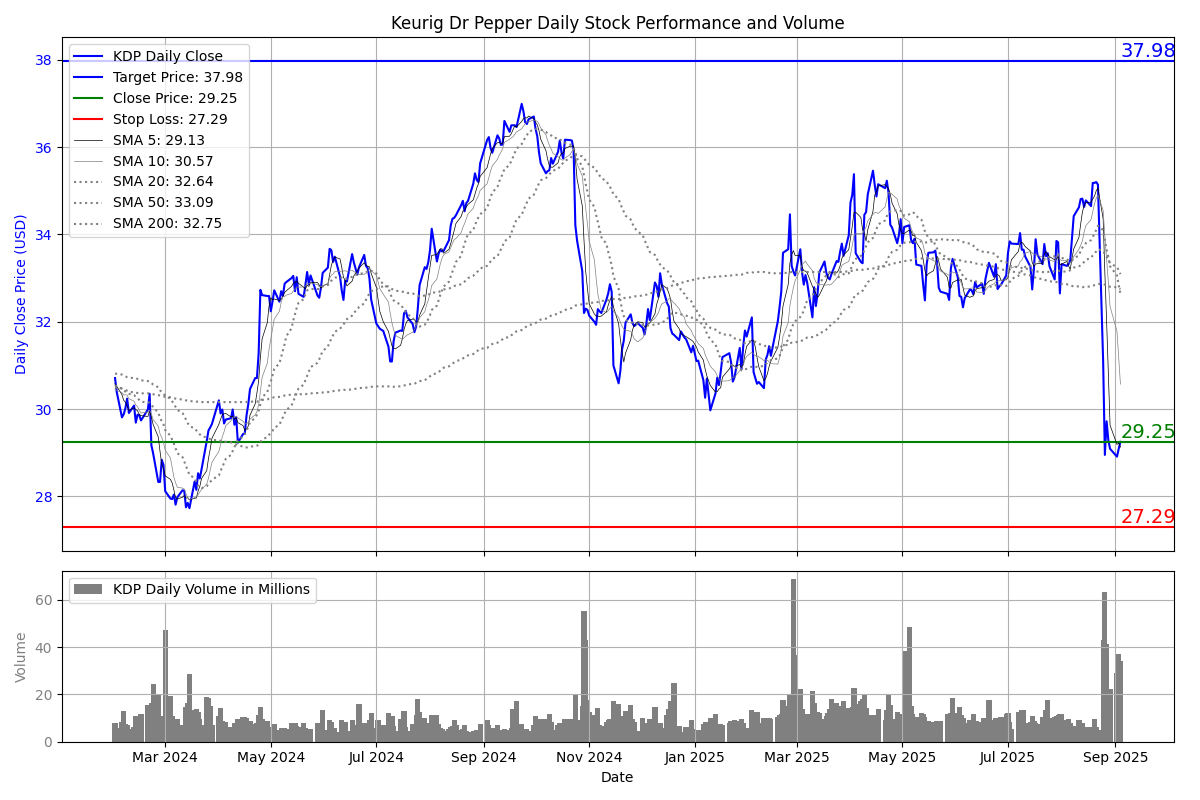 Keurig Dr Pepper Daily Stock Performance and Volume
KDP Daily Close
Target Price: 37.98
Close Price: 29.25
Stop Loss: 27.29
SMA 5: 29.13
SMA 10: 30.57
SMA 20: 32.64
SMA 50: 33.09
SMA 200: 32.75
37.98
29.25
27.29
Daily Close Price (USD)
38
36
34
32
30
28
KDP Daily Volume in Millions
Volume
60
40
20
0
Mar 2024
May 2024
Jul 2024
Sep 2024
Nov 2024
Jan 2025
Mar 2025
May 2025
Jul 2025
Sep 2025
Date